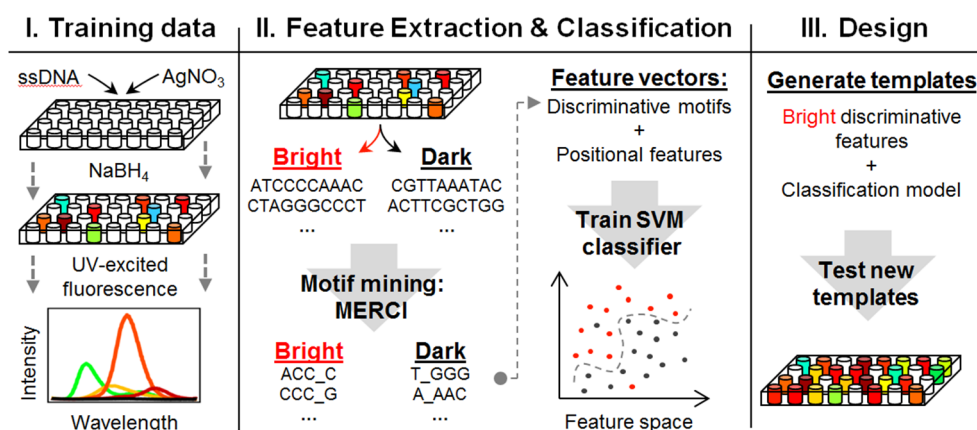 I. Training data
ssDNA
AgNO3
NaBH4
UV-excited
fluorescence
Intensity
Wavelength
II. Feature Extraction & Classification
Bright
ATCCCCAAAC
CTAGGGCCCT
...
Dark
CGTTAAATAC
ACTTCGCTGG
...
Motif mining:
MERCI
Bright
ACC_C
CCC_G
...
Dark
T_GGG
A_AAC
...
Feature vectors:
Discriminative motifs
+
Positional features
Train SVM
classifier
Feature space
III. Design
Generate templates
Bright discriminative
features
+
Classification model
Test new
templates